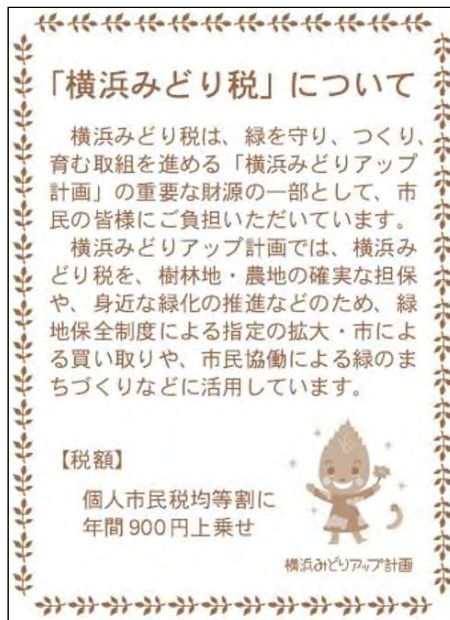 「横浜みどり税」について
横浜みどり税は、緑を守り、つくり、
育む取組を進める「横浜みどりアップ
計画」の重要な財源の一部として、市
民の皆様にご負担いただいています。
横浜みどりアップ計画では、横浜み
どり税を、樹林地・農地の確実な担保
や、身近な緑化の推進などのため、緑
地保全制度による指定の拡大・市によ
る買い取りや、市民協働による緑のま
ちづくりなどに活用しています。
【税額】
個人市民税均等割に
年間900円上乗せ
横浜みどりアップ計画